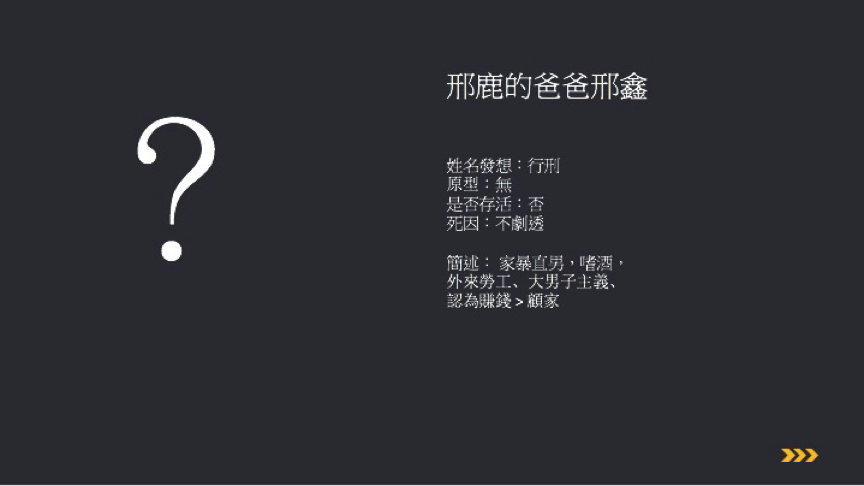 ?
邢鹿的爸爸邢鑫
姓名發想：行刑
原型：無
是否存活：否
死因：不劇透
簡述： 家暴直男，嗜酒，
外來勞工、大男子主義、
認為賺錢 > 顧家